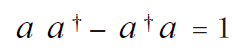 a a† − a†a = 1